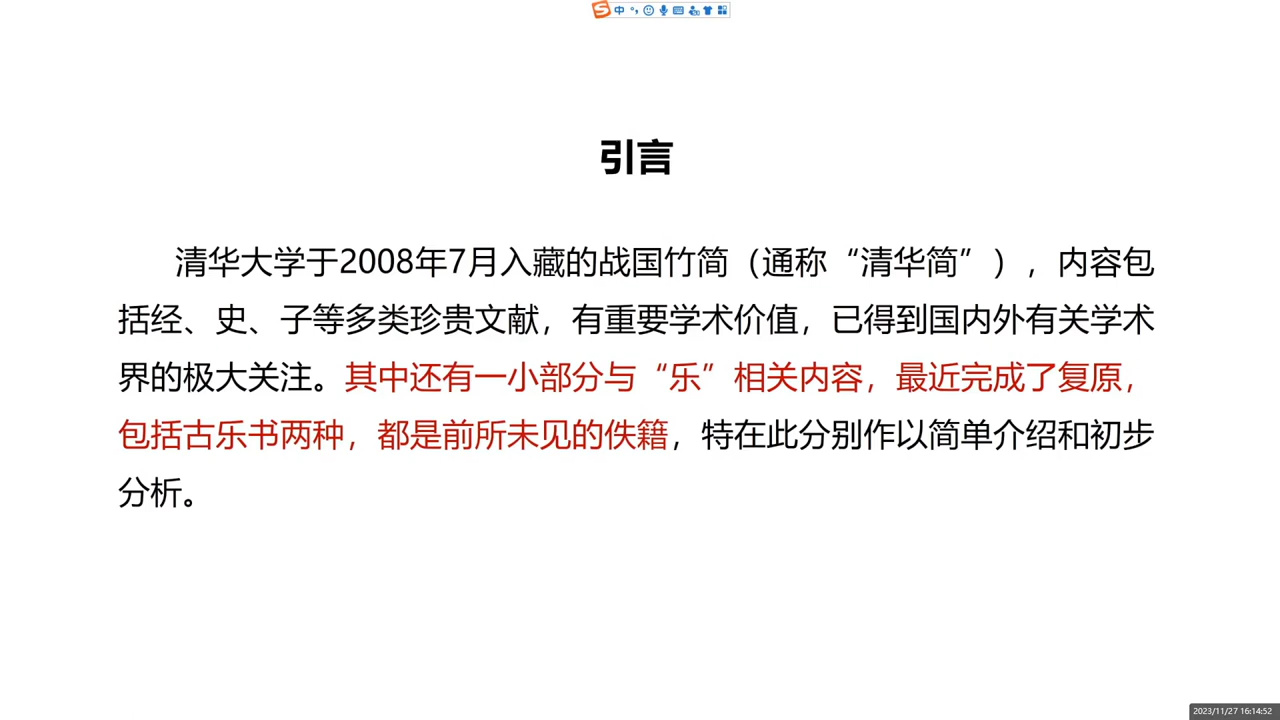 中
引言
清华大学于2008年7月入藏的战国竹简（通称“清华简”），内容包
括经、史、子等多类珍贵文献，有重要学术价值，已得到国内外有关学术
界的极大关注。其中还有一小部分与“乐”相关内容，最近完成了复原，
包括古乐书两种，都是前所未见的佚籍，特在此分别作以简单介绍和初步
分析。
2023/11/27 16:14:52